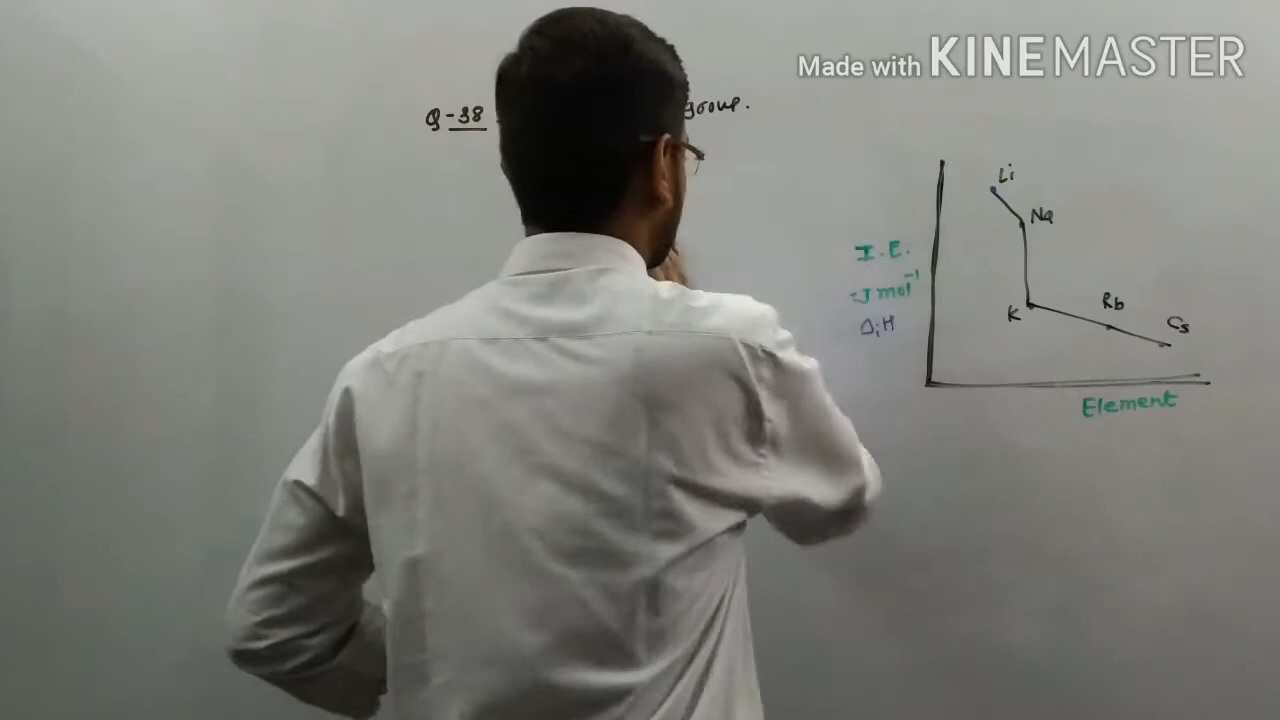 Made with KINEMASTER
Q-38 group.
Li
Na
I.E.
J mol⁻¹
ΔiH
K
Rb
Cs
Element